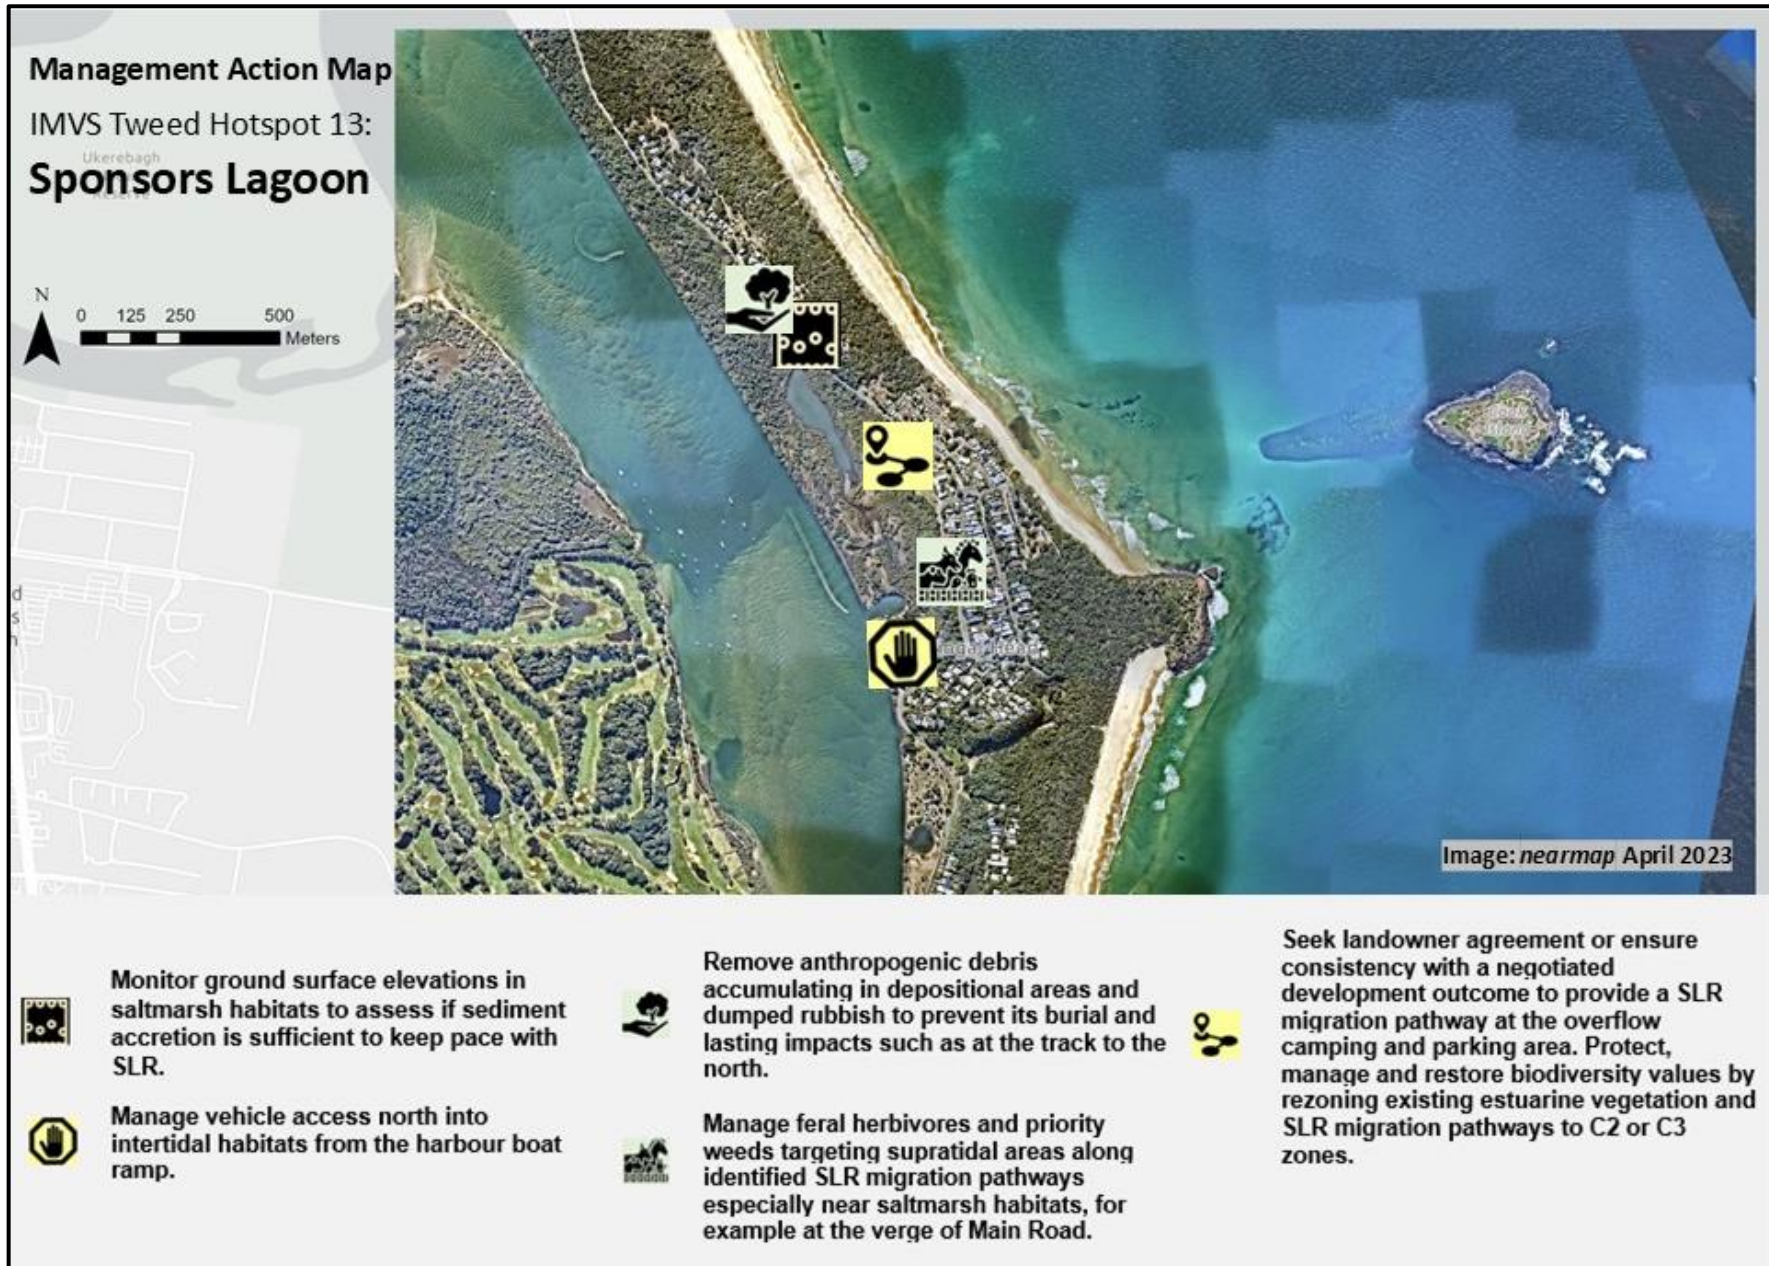 Management Action Map
IMVS Tweed Hotspot 13:
Ukerebagh
Sponsors Lagoon
Reserve
N
0 125 250 500
Meters
Image: nearmap April 2023
Monitor ground surface elevations in
saltmarsh habitats to assess if sediment
accretion is sufficient to keep pace with
SLR.
Manage vehicle access north into
intertidal habitats from the harbour boat
ramp.
Remove anthropogenic debris
accumulating in depositional areas and
dumped rubbish to prevent its burial and
lasting impacts such as at the track to the
north.
Manage feral herbivores and priority
weeds targeting supratidal areas along
identified SLR migration pathways
especially near saltmarsh habitats, for
example at the verge of Main Road.
Seek landowner agreement or ensure
consistency with a negotiated
development outcome to provide a SLR
migration pathway at the overflow
camping and parking area. Protect,
manage and restore biodiversity values by
rezoning existing estuarine vegetation and
SLR migration pathways to C2 or C3
zones.